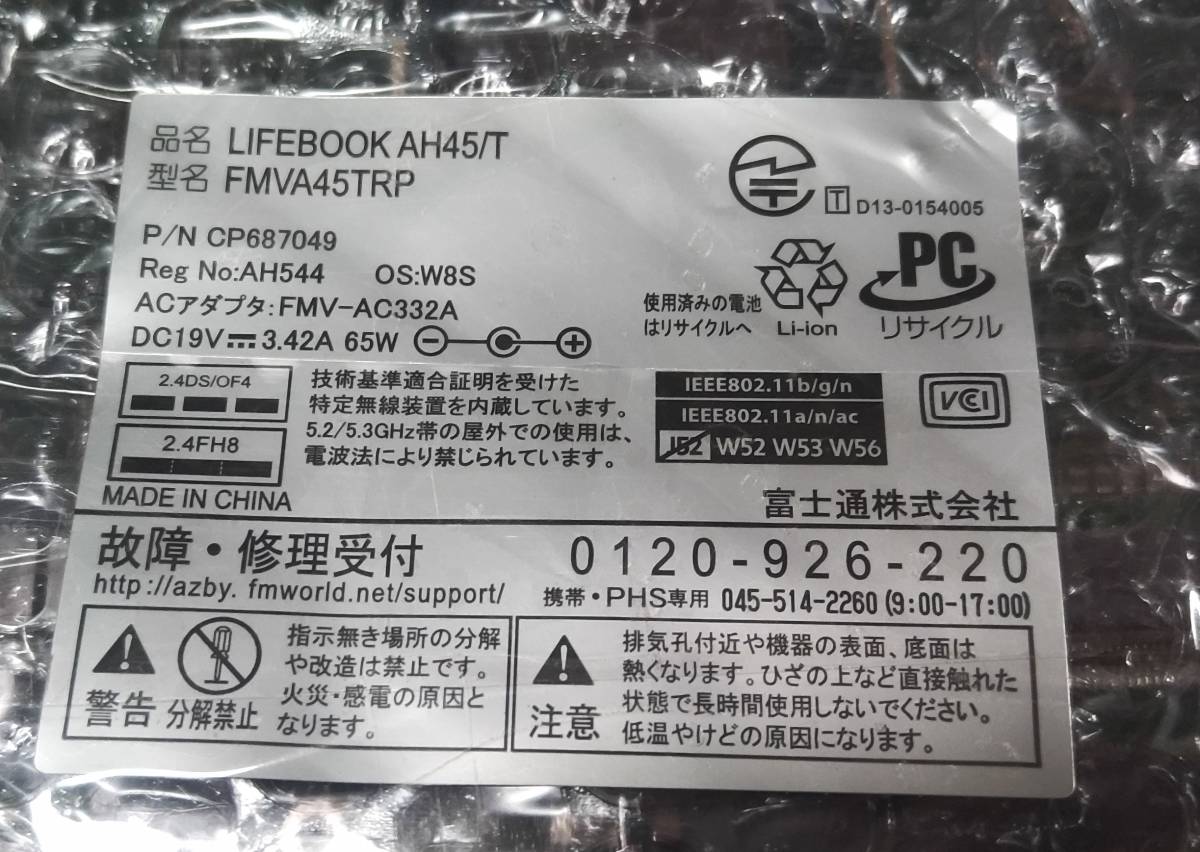 品名 LIFEBOOK AH45/T
型名 FMVA45TRP
T D13-0154005
P/N CP687049
Reg No:AH544 OS:W8S
ACアダプタ:FMV-AC332A
DC19V 3.42A 65W
使用済みの電池
はリサイクルへ
Li-ion
PC
リサイクル
2.4DS/OF4
2.4FH8
技術基準適合証明を受けた
特定無線装置を内蔵しています。
5.2/5.3GHz帯の屋外での使用は、
電波法により禁じられています。
IEEE802.11b/g/n
IEEE802.11a/n/ac
J52 W52 W53 W56
VCI
MADE IN CHINA
富士通株式会社
故障・修理受付 0120-926-220
http://azby.fmworld.net/support/ 携帯・PHS専用 045-514-2260(9:00-17:00)
警告
分解禁止
指示無き場所の分解
や改造は禁止です。
火災・感電の原因と
なります。
注意
排気孔付近や機器の表面、底面は
熱くなります。ひざの上など直接触れた
状態で長時間使用しないでください。
低温やけどの原因になります。